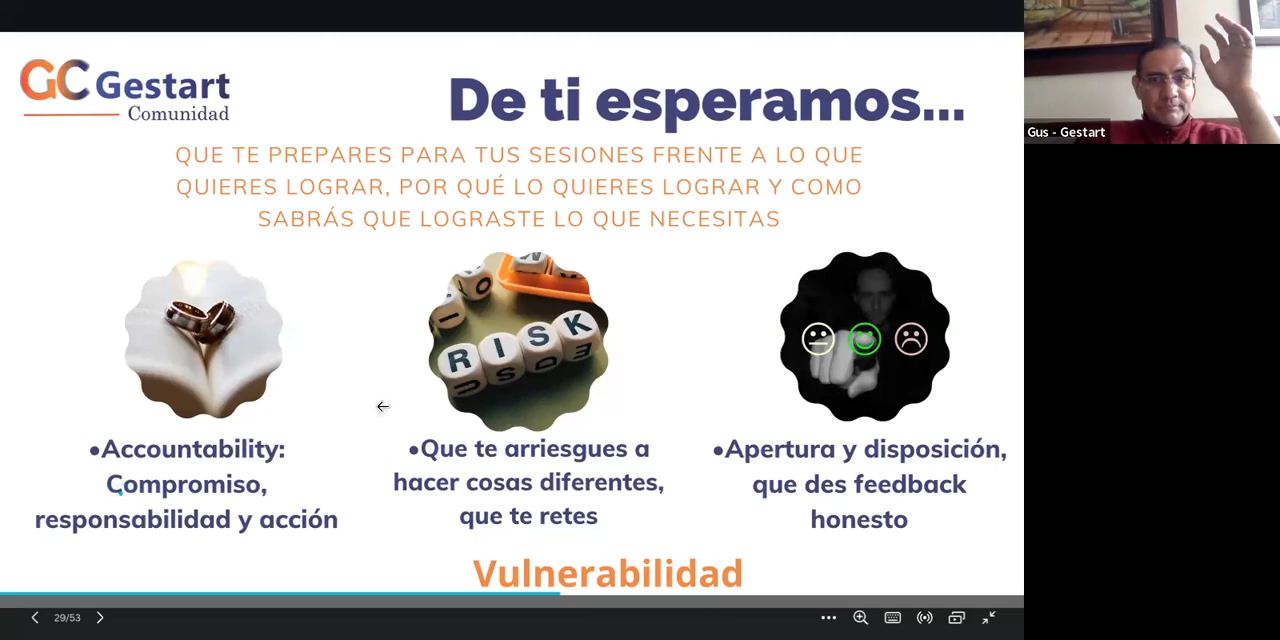 GC Gestart
Comunidad
De ti esperamos...
QUE TE PREPARES PARA TUS SESIONES FRENTE A LO QUE
QUIERES LOGRAR, POR QUÉ LO QUIERES LOGRAR Y COMO
SABRÁS QUE LOGRASTE LO QUE NECESITAS
RISK
•Accountability:
Compromiso,
responsabilidad y acción
•Que te arriesgues a
hacer cosas diferentes,
que te retes
•Apertura y disposición,
que des feedback
honesto
Vulnerabilidad
29/53
Gus - Gestart